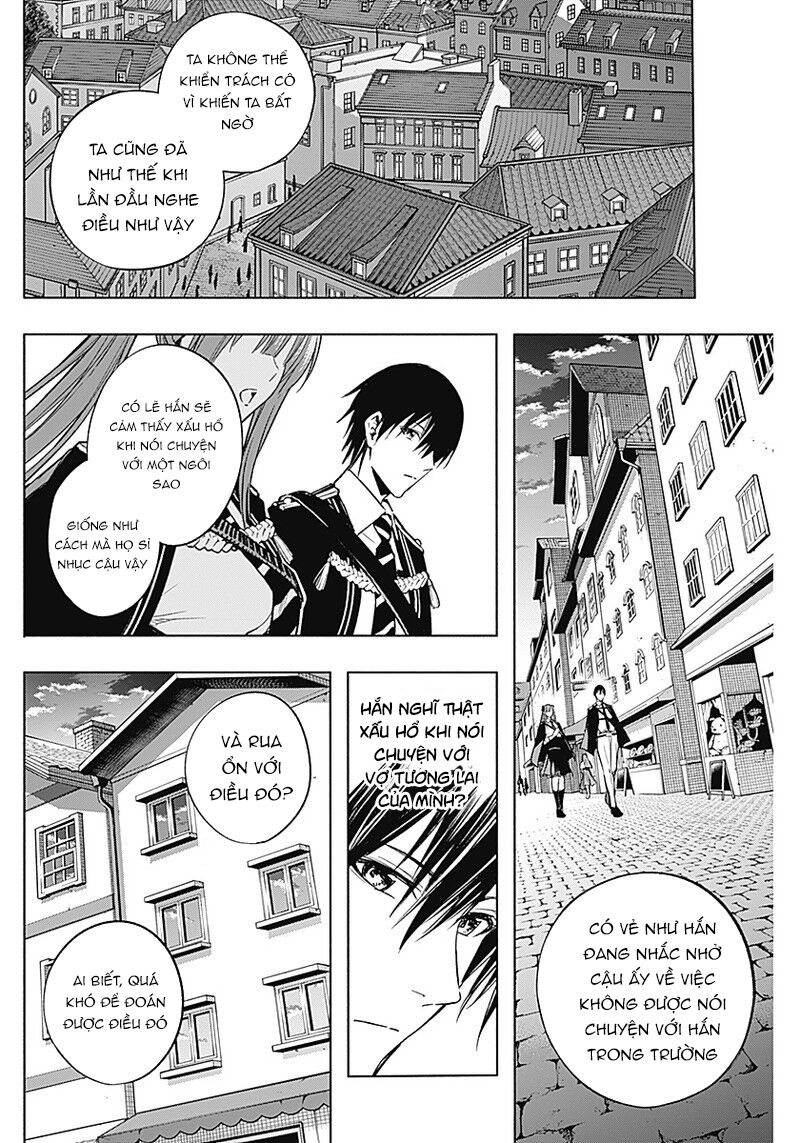 TA KHÔNG THỂ
KHIỂN TRÁCH CÔ
VÌ KHIẾN TA BẤT
NGỜ
TA CŨNG ĐÃ
NHƯ THẾ KHI
LẦN ĐẦU NGHE
ĐIỀU NHƯ VẬY
CÓ VẺ NHƯ HẮN
ĐANG NHẮC NHỞ
CẬU ẤY VỀ VIỆC
KHÔNG ĐƯỢC NÓI
CHUYỆN VỚI HẮN
TRONG TRƯỜNG
CÓ LẼ HẮN SẼ
CẢM THẤY XẤU HỔ
KHI NÓI CHUYỆN
VỚI MỘT NGÔI
SAO
GIỐNG NHƯ
CÁCH MÀ HỌ SỈ
NHỤC CẬU VẬY
HẮN NGHĨ THẬT
XẤU HỔ KHI NÓI
CHUYỆN VỚI
VỢ TƯƠNG LAI
CỦA MÌNH?
VÀ RUA
ỔN VỚI
ĐIỀU ĐÓ?
AI BIẾT, QUÁ
KHÓ ĐỂ ĐOÁN
ĐƯỢC ĐIỀU ĐÓ